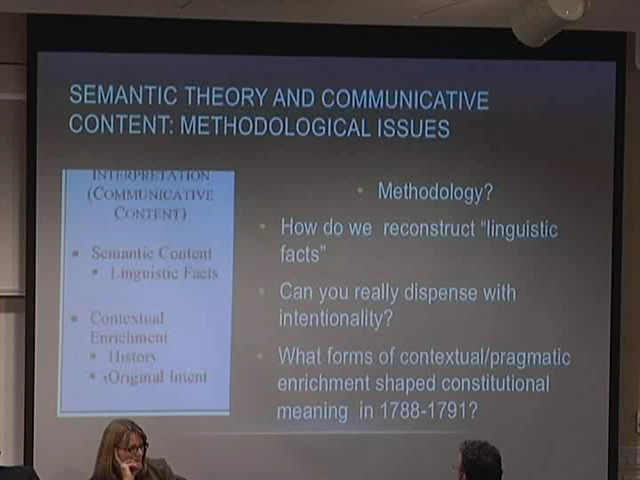 SEMANTIC THEORY AND COMMUNICATIVE
CONTENT: METHODOLOGICAL ISSUES
INTERPRETATION
(COMMUNICATIVE
CONTENT)
• Semantic Content
• Linguistic Facts
• Contextual
Enrichment
• History
• Original Intent
• Methodology?
• How do we reconstruct “linguistic
facts”
• Can you really dispense with
intentionality?
• What forms of contextual/pragmatic
enrichment shaped constitutional
meaning in 1788-1791?